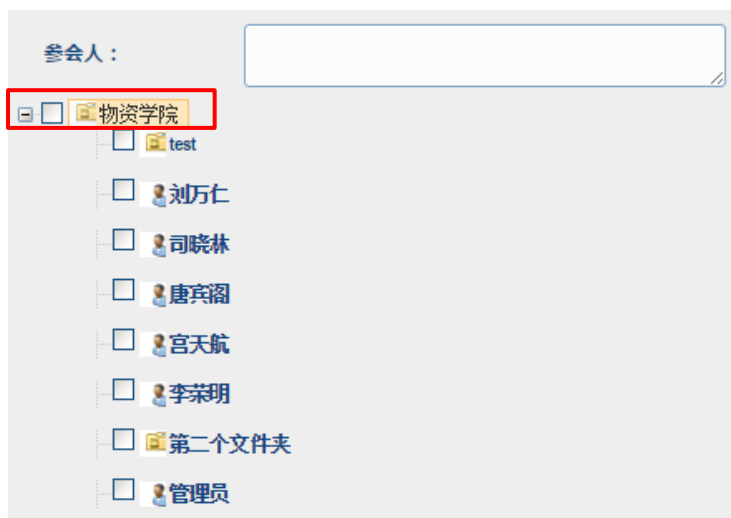 参会人：
物资学院
test
刘万仁
司晓林
唐宾阁
宫天航
李荣明
第二个文件夹
管理员